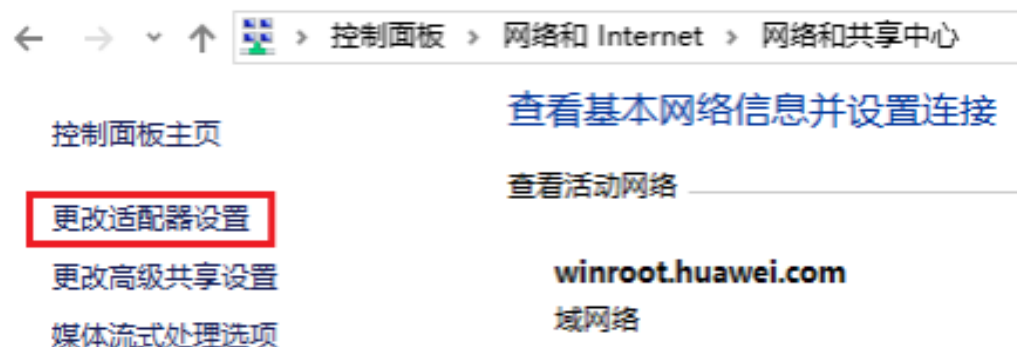 控制面板 > 网络和 Internet > 网络和共享中心
控制面板主页
更改适配器设置
更改高级共享设置
媒体流式处理选项
查看基本网络信息并设置连接
查看活动网络
winroot.huawei.com
域网络